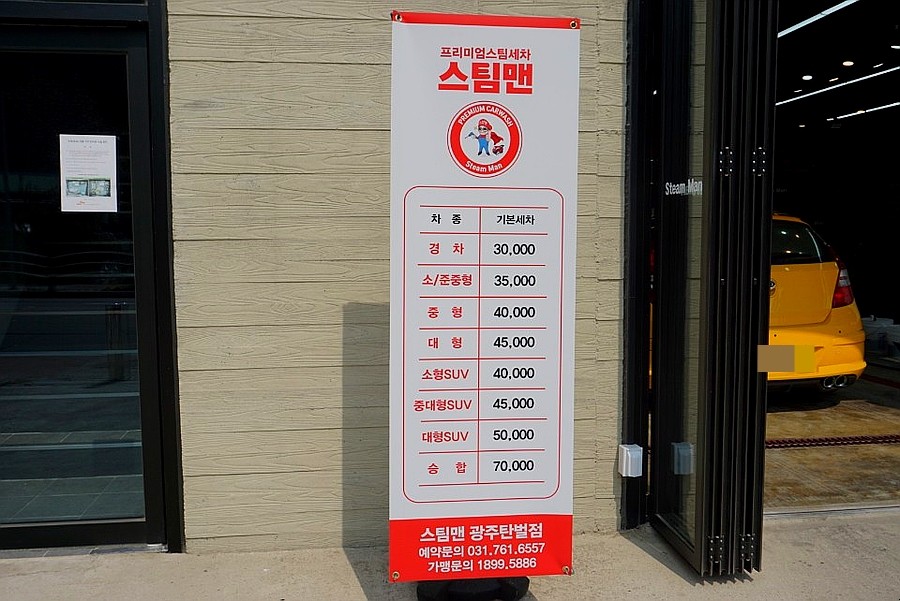 프리미엄스팀세차
스팀맨
PREMIUM CARWASH
Steam Man
차 종 기본세차
경 차 30,000
소/준중형 35,000
중 형 40,000
대 형 45,000
소형SUV 40,000
중대형SUV 45,000
대형SUV 50,000
승 합 70,000
스팀맨 광주탄벌점
예약문의 031.761.6557
가맹문의 1899.5886
Steam Man